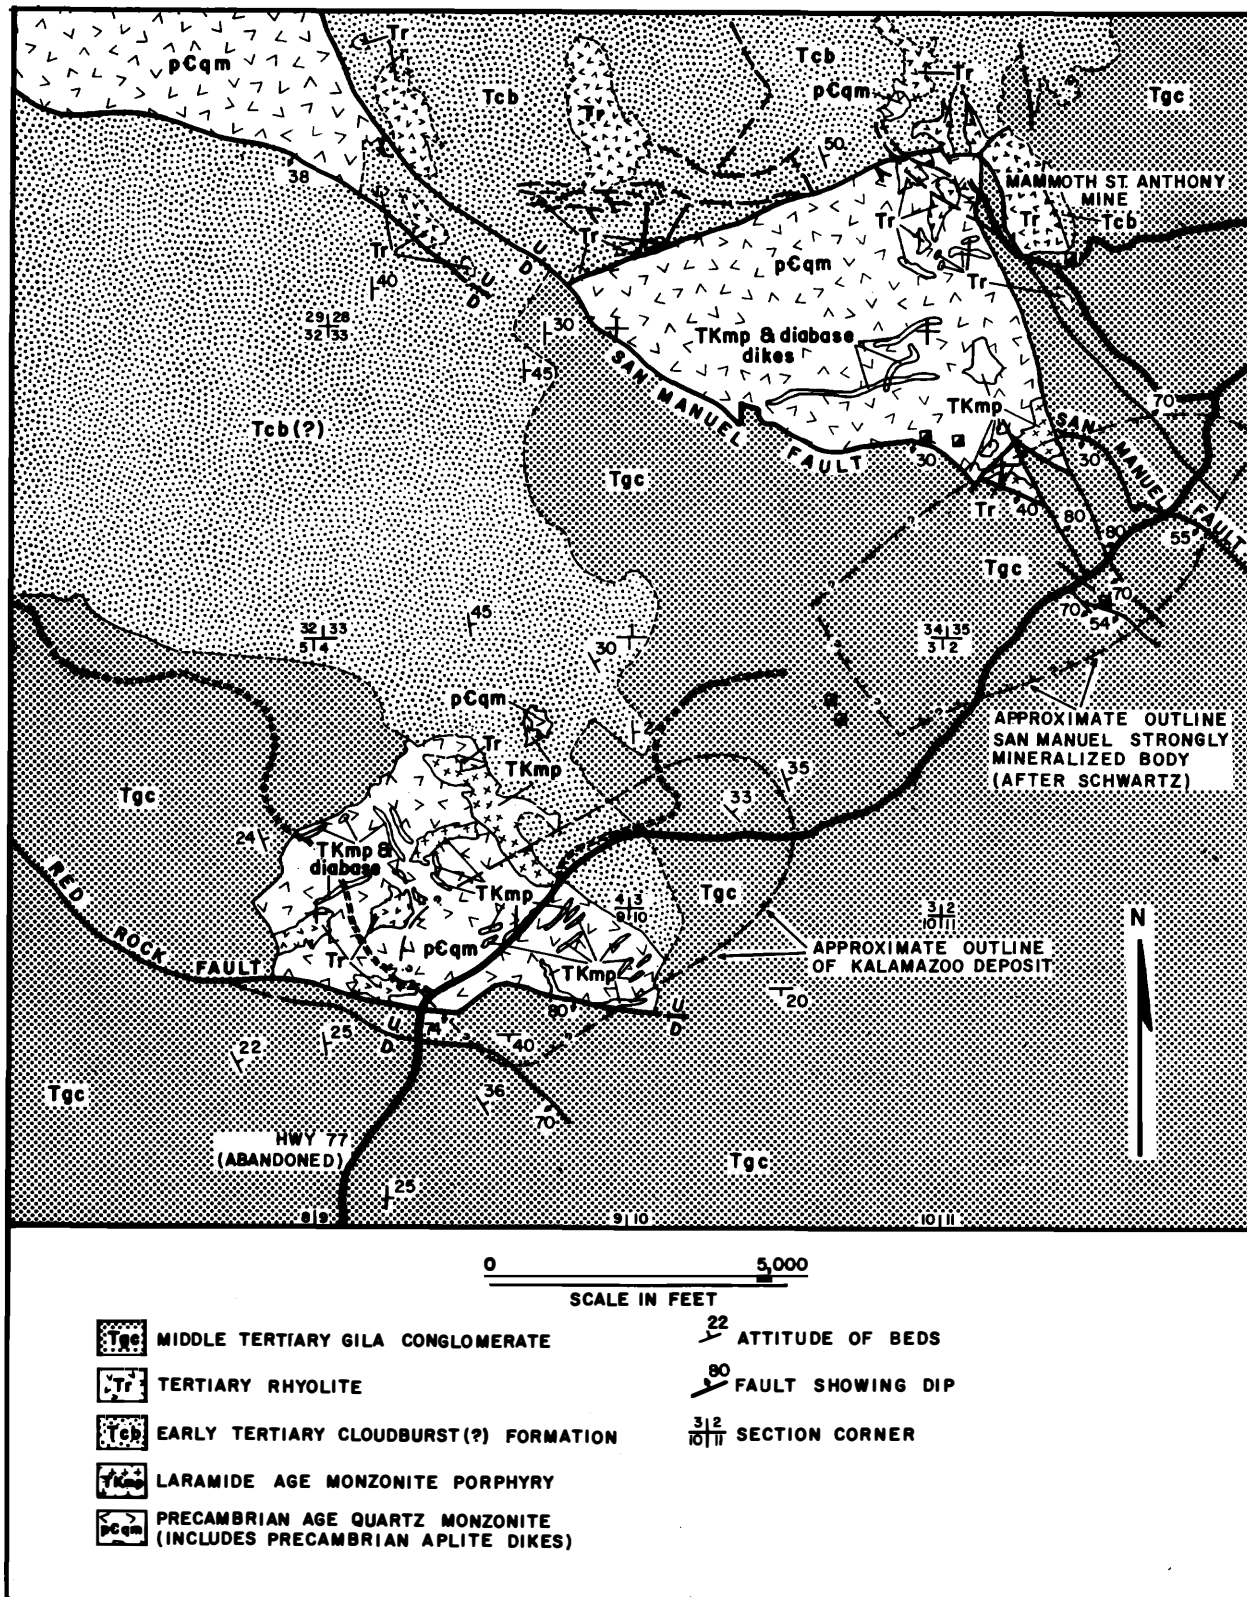 Tr
pЄqm
Tcb
Tcb
pЄqm
Tr
Tgc
Tr
50
38
MAMMOTH ST. ANTHONY
MINE
Tr
Tr
Tcb
Tr
Tr
U
D
U
D
pЄqm
Tr
40
29 28
32 33
30
TKmp & diabase
dikes
45
SAN MANUEL FAULT
TKmp
70
Tcb(?)
SAN MANUEL FAULT
30
30
Tgc
Tr
40
80
80
55
Tgc
70
70
54
45
32 33
5 4
30
34 35
3 2
pЄqm
Tr
TKmp
2
APPROXIMATE OUTLINE
SAN MANUEL STRONGLY
MINERALIZED BODY
(AFTER SCHWARTZ)
35
Tgc
33
24
TKmp &
diabase
TKmp
4 3
9 10
Tgc
3 2
10 11
N
RED ROCK FAULT
Tr
pЄqm
TKmp
APPROXIMATE OUTLINE
OF KALAMAZOO DEPOSIT
20
80
U
D
U
D
74
25
22
40
Tgc
36
70
HWY 77
(ABANDONED)
Tgc
25
8 9
9 10
10 11
0 5,000
SCALE IN FEET
Tgc MIDDLE TERTIARY GILA CONGLOMERATE
22 ATTITUDE OF BEDS
Tr TERTIARY RHYOLITE
80 FAULT SHOWING DIP
Tcb EARLY TERTIARY CLOUDBURST(?) FORMATION
3 2
10 11 SECTION CORNER
TKmp LARAMIDE AGE MONZONITE PORPHYRY
pЄqm PRECAMBRIAN AGE QUARTZ MONZONITE
(INCLUDES PRECAMBRIAN APLITE DIKES)